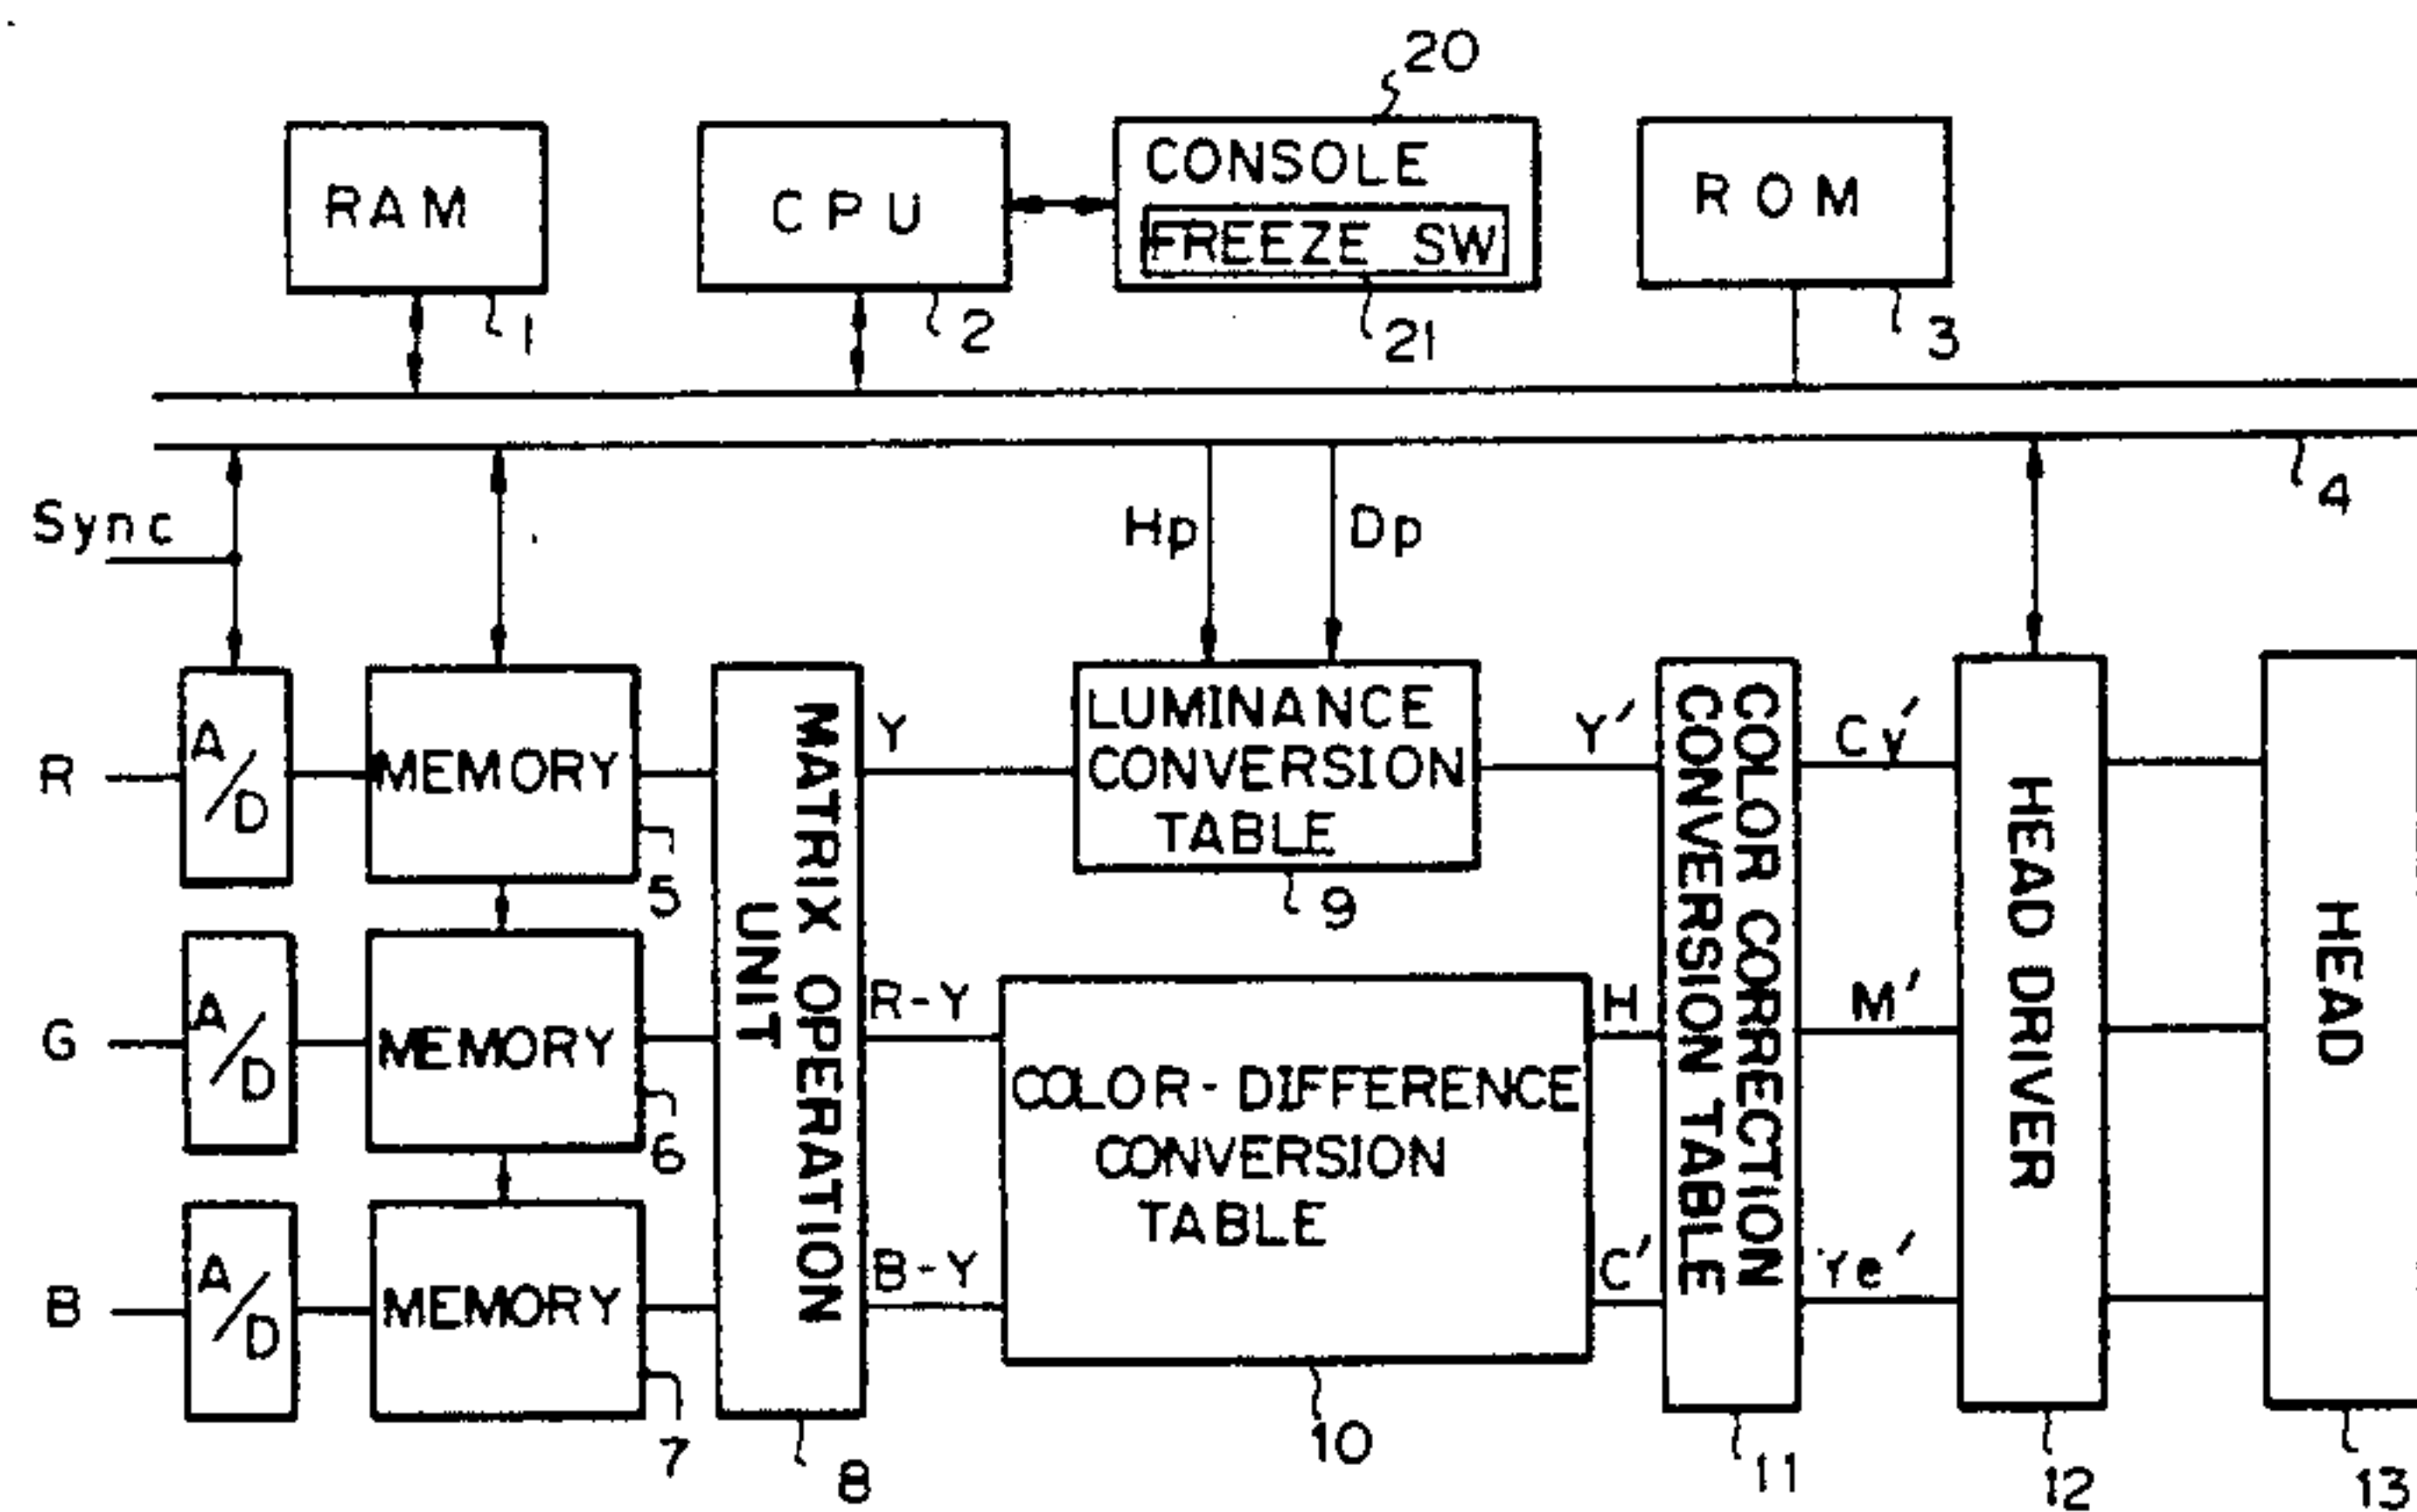 20
RAM
CPU
CONSOLE
FREEZE SW
ROM
1
2
21
3
4
Sync
Hp
Dp
R
A/D
MEMORY
5
G
A/D
MEMORY
6
B
A/D
MEMORY
7
MATRIX OPERATION
UNIT
8
Y
R-Y
B-Y
LUMINANCE
CONVERSION
TABLE
9
COLOR-DIFFERENCE
CONVERSION
TABLE
10
Y'
H
C'
COLOR CORRECTION
CONVERSION TABLE
11
Cy'
M'
Ye'
HEAD DRIVER
12
HEAD
13